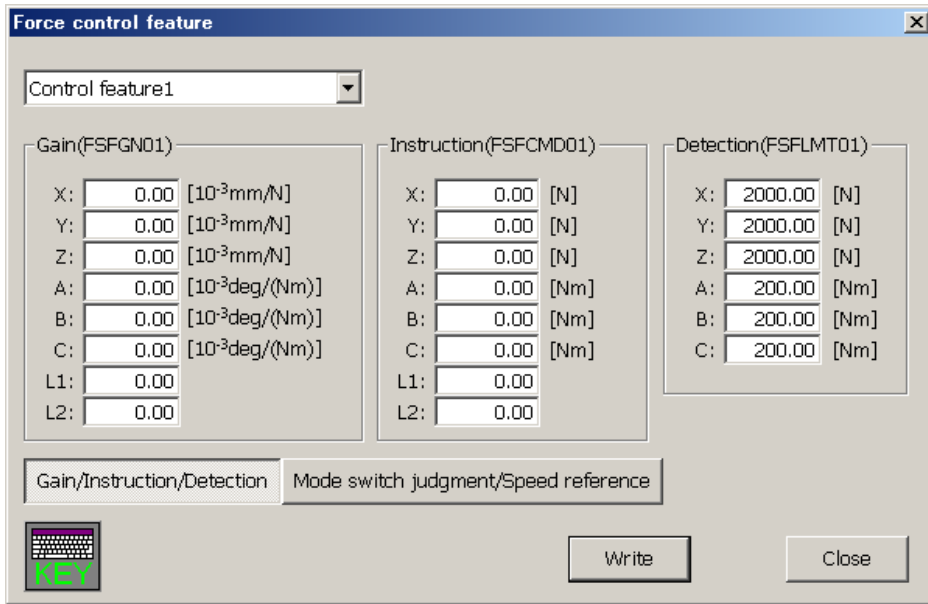 Force control feature
Control feature1
Gain(FSFGN01)
X: 0.00 [10-3mm/N]
Y: 0.00 [10-3mm/N]
Z: 0.00 [10-3mm/N]
A: 0.00 [10-3deg/(Nm)]
B: 0.00 [10-3deg/(Nm)]
C: 0.00 [10-3deg/(Nm)]
L1: 0.00
L2: 0.00
Instruction(FSFCMD01)
X: 0.00 [N]
Y: 0.00 [N]
Z: 0.00 [N]
A: 0.00 [Nm]
B: 0.00 [Nm]
C: 0.00 [Nm]
L1: 0.00
L2: 0.00
Detection(FSFLMT01)
X: 2000.00 [N]
Y: 2000.00 [N]
Z: 2000.00 [N]
A: 200.00 [Nm]
B: 200.00 [Nm]
C: 200.00 [Nm]
Gain/Instruction/Detection
Mode switch judgment/Speed reference
KEY
Write
Close